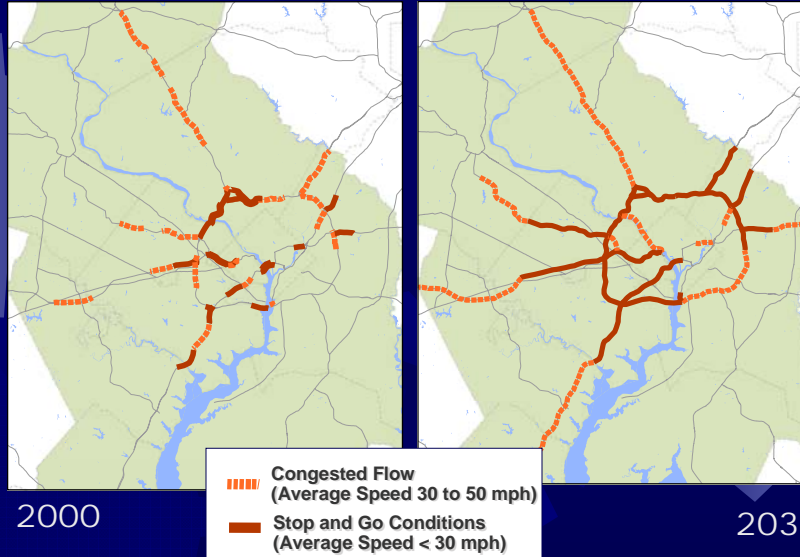 2000
Congested Flow
(Average Speed 30 to 50 mph)
Stop and Go Conditions
(Average Speed < 30 mph)
203